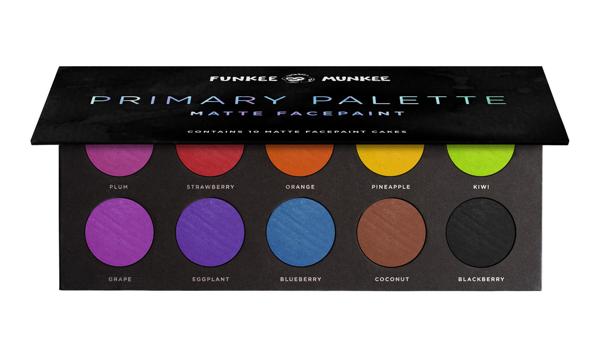 FUNKEE MUNKEE
PRIMARY PALETTE
MATTE FACEPAINT
CONTAINS 10 MATTE FACEPAINT CAKES
PLUM STRAWBERRY ORANGE PINEAPPLE KIWI
GRAPE EGGPLANT BLUEBERRY COCONUT BLACKBERRY